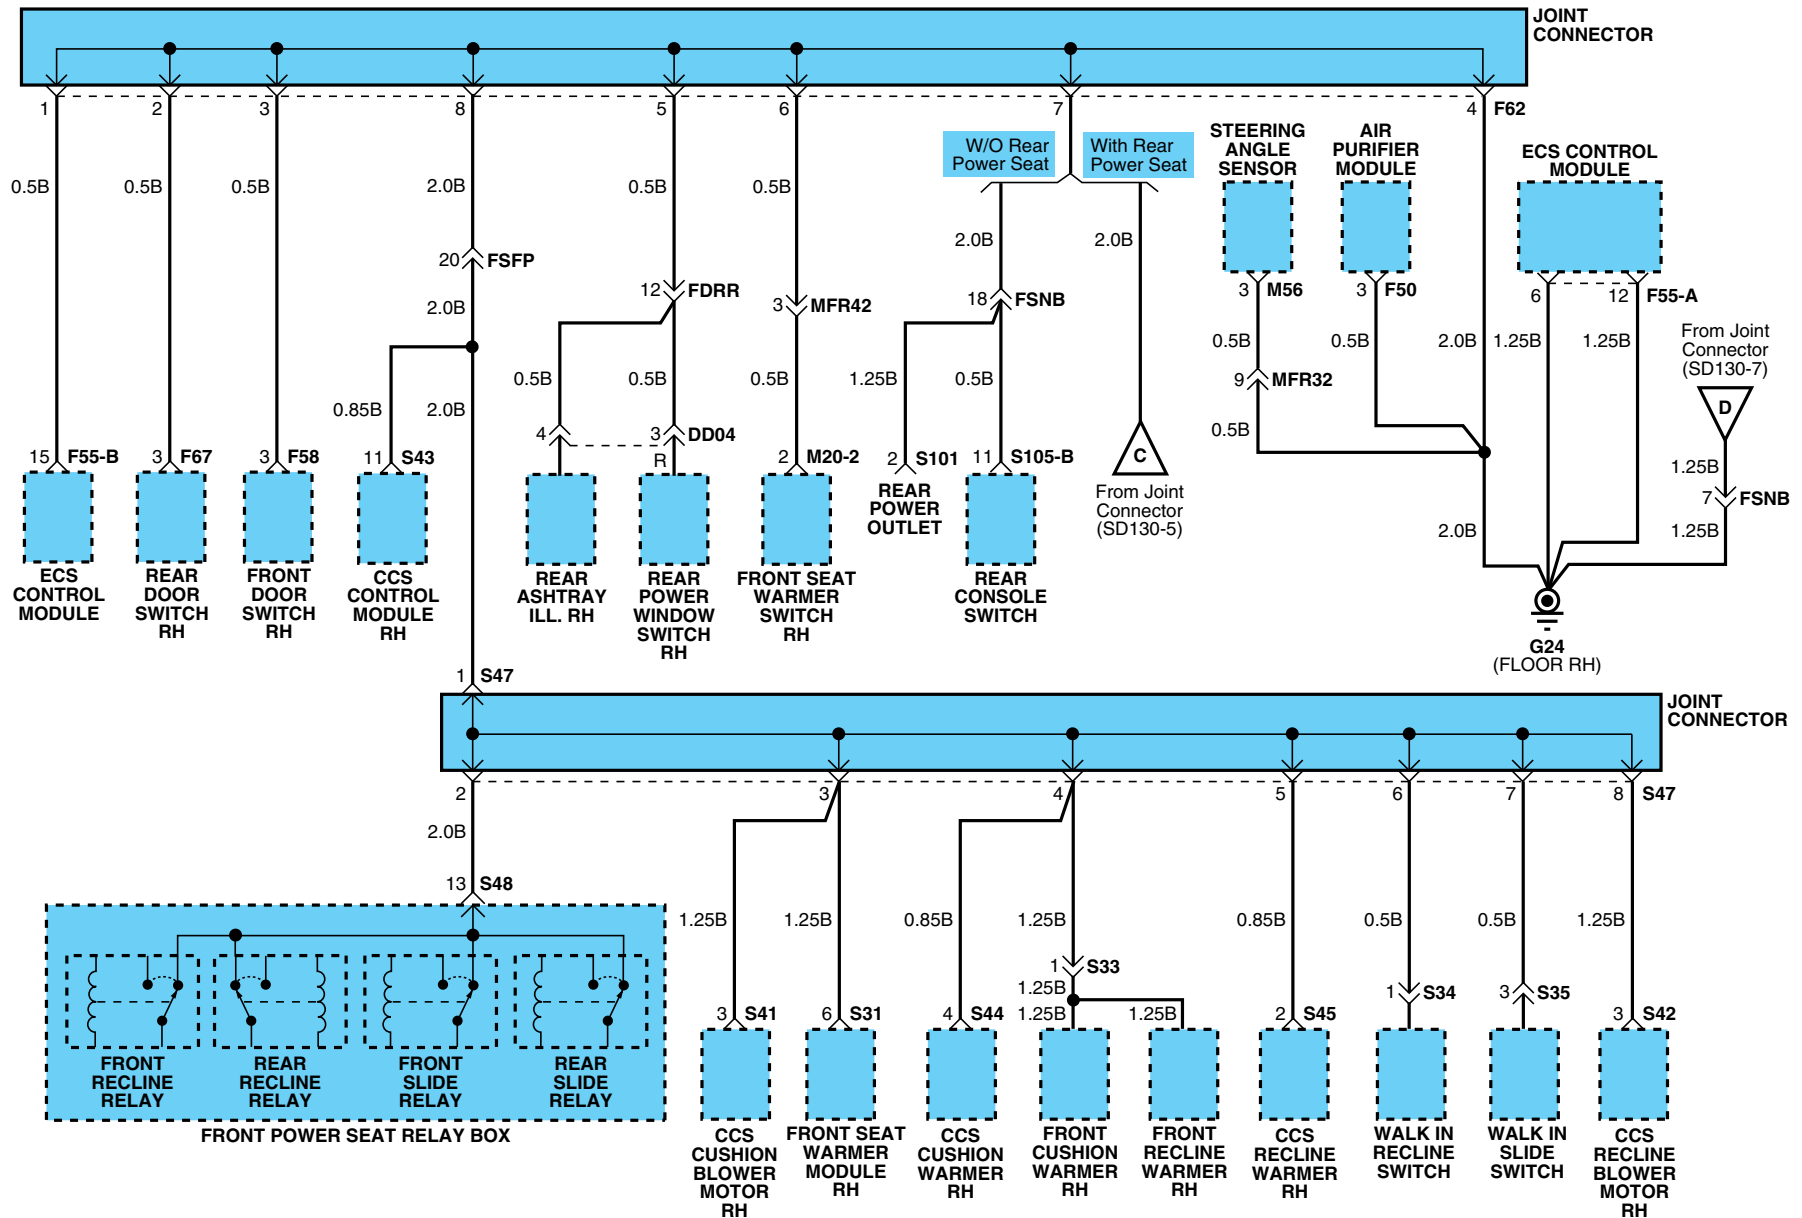 JOINT
CONNECTOR
1
2
3
8
5
6
7
4
F62
W/O Rear
Power Seat
With Rear
Power Seat
STEERING
ANGLE
SENSOR
AIR
PURIFIER
MODULE
ECS CONTROL
MODULE
0.5B
0.5B
0.5B
2.0B
0.5B
0.5B
2.0B
2.0B
20
FSFP
12
FDRR
3
MFR42
18
FSNB
3
M56
3
F50
6
12
F55-A
2.0B
From Joint
Connector
(SD130-7)
D
0.5B
0.5B
2.0B
1.25B
1.25B
9
MFR32
0.5B
0.5B
0.5B
1.25B
0.5B
0.85B
2.0B
0.5B
4
3
DD04
R
C
From Joint
Connector
(SD130-5)
1.25B
7
FSNB
1.25B
2.0B
15
F55-B
3
F67
3
F58
11
S43
2
M20-2
2
S101
REAR
POWER
OUTLET
11
S105-B
ECS
CONTROL
MODULE
REAR
DOOR
SWITCH
RH
FRONT
DOOR
SWITCH
RH
CCS
CONTROL
MODULE
RH
REAR
ASHTRAY
ILL. RH
REAR
POWER
WINDOW
SWITCH
RH
FRONT SEAT
WARMER
SWITCH
RH
REAR
CONSOLE
SWITCH
G24
(FLOOR RH)
1
S47
JOINT
CONNECTOR
2
3
4
5
6
7
8
S47
2.0B
13
S48
1.25B
1.25B
0.85B
1.25B
0.85B
0.5B
0.5B
1.25B
1
S33
1.25B
1.25B
1.25B
1
S34
3
S35
3
S41
6
S31
4
S44
2
S45
3
S42
FRONT
RECLINE
RELAY
REAR
RECLINE
RELAY
FRONT
SLIDE
RELAY
REAR
SLIDE
RELAY
FRONT POWER SEAT RELAY BOX
CCS
CUSHION
BLOWER
MOTOR
RH
FRONT SEAT
WARMER
MODULE
RH
CCS
CUSHION
WARMER
RH
FRONT
CUSHION
WARMER
RH
FRONT
RECLINE
WARMER
RH
CCS
RECLINE
WARMER
RH
WALK IN
RECLINE
SWITCH
WALK IN
SLIDE
SWITCH
CCS
RECLINE
BLOWER
MOTOR
RH